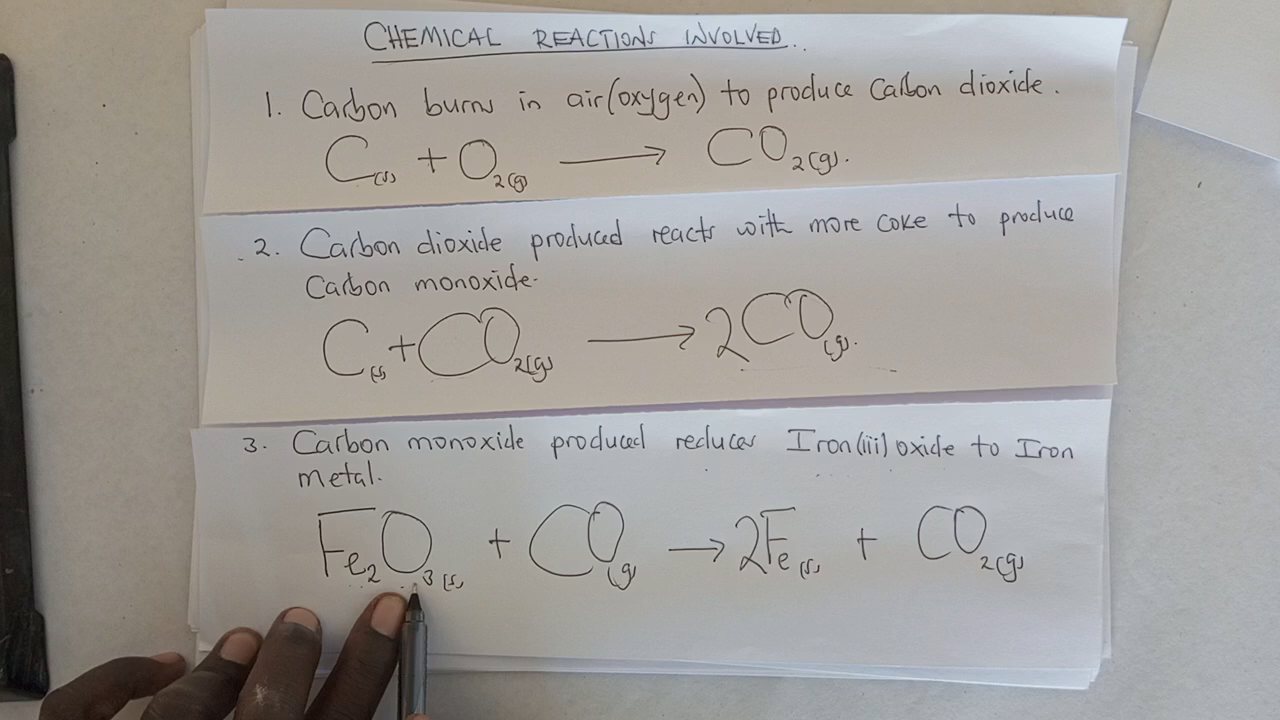 CHEMICAL REACTIONS INVOLVED..
1. Carbon burns in air(oxygen) to produce Carbon dioxide.
C(s) + O2(g) → CO2(g).
2. Carbon dioxide produced reacts with more coke to produce
Carbon monoxide.
C(s) + CO2(g) → 2CO(g).
3. Carbon monoxide produced reduces Iron(iii) oxide to Iron
metal.
Fe2O3(s) + CO(g) → 2Fe(s) + CO2(g)